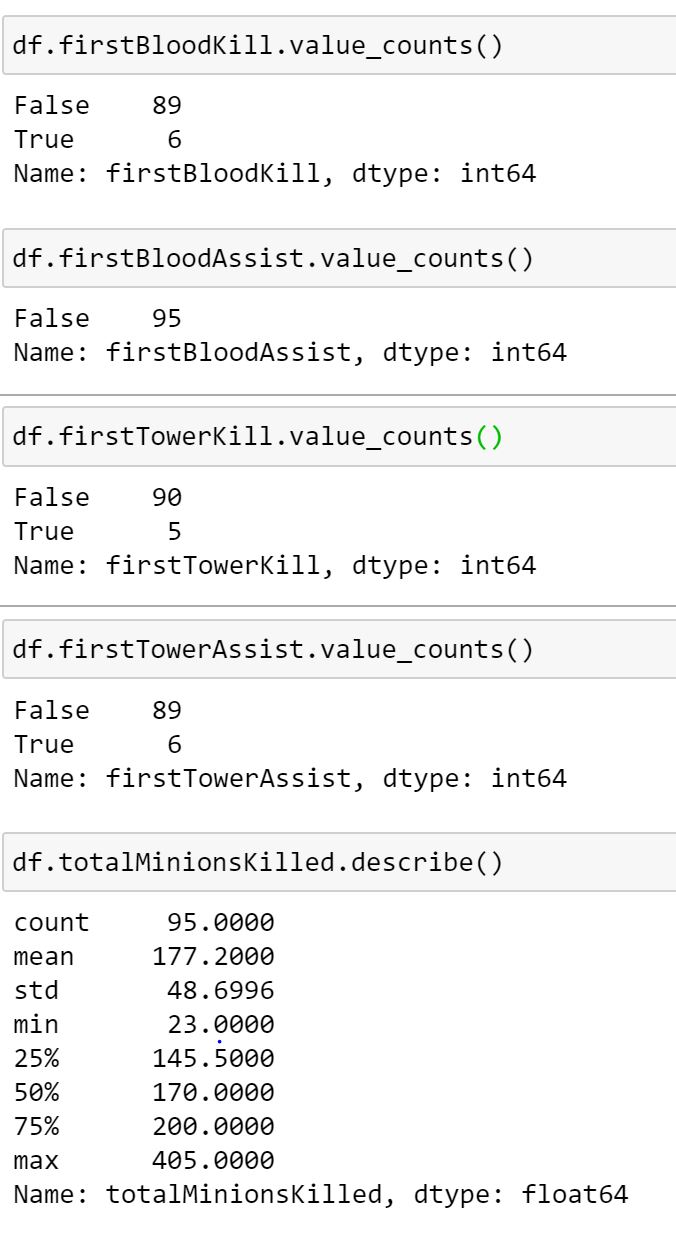 df.firstBloodKill.value_counts()
False    89
True      6
Name: firstBloodKill, dtype: int64
df.firstBloodAssist.value_counts()
False    95
Name: firstBloodAssist, dtype: int64
df.firstTowerKill.value_counts()
False    90
True      5
Name: firstTowerKill, dtype: int64
df.firstTowerAssist.value_counts()
False    89
True      6
Name: firstTowerAssist, dtype: int64
df.totalMinionsKilled.describe()
count     95.0000
mean     177.2000
std       48.6996
min       23.0000
25%      145.5000
50%      170.0000
75%      200.0000
max      405.0000
Name: totalMinionsKilled, dtype: float64